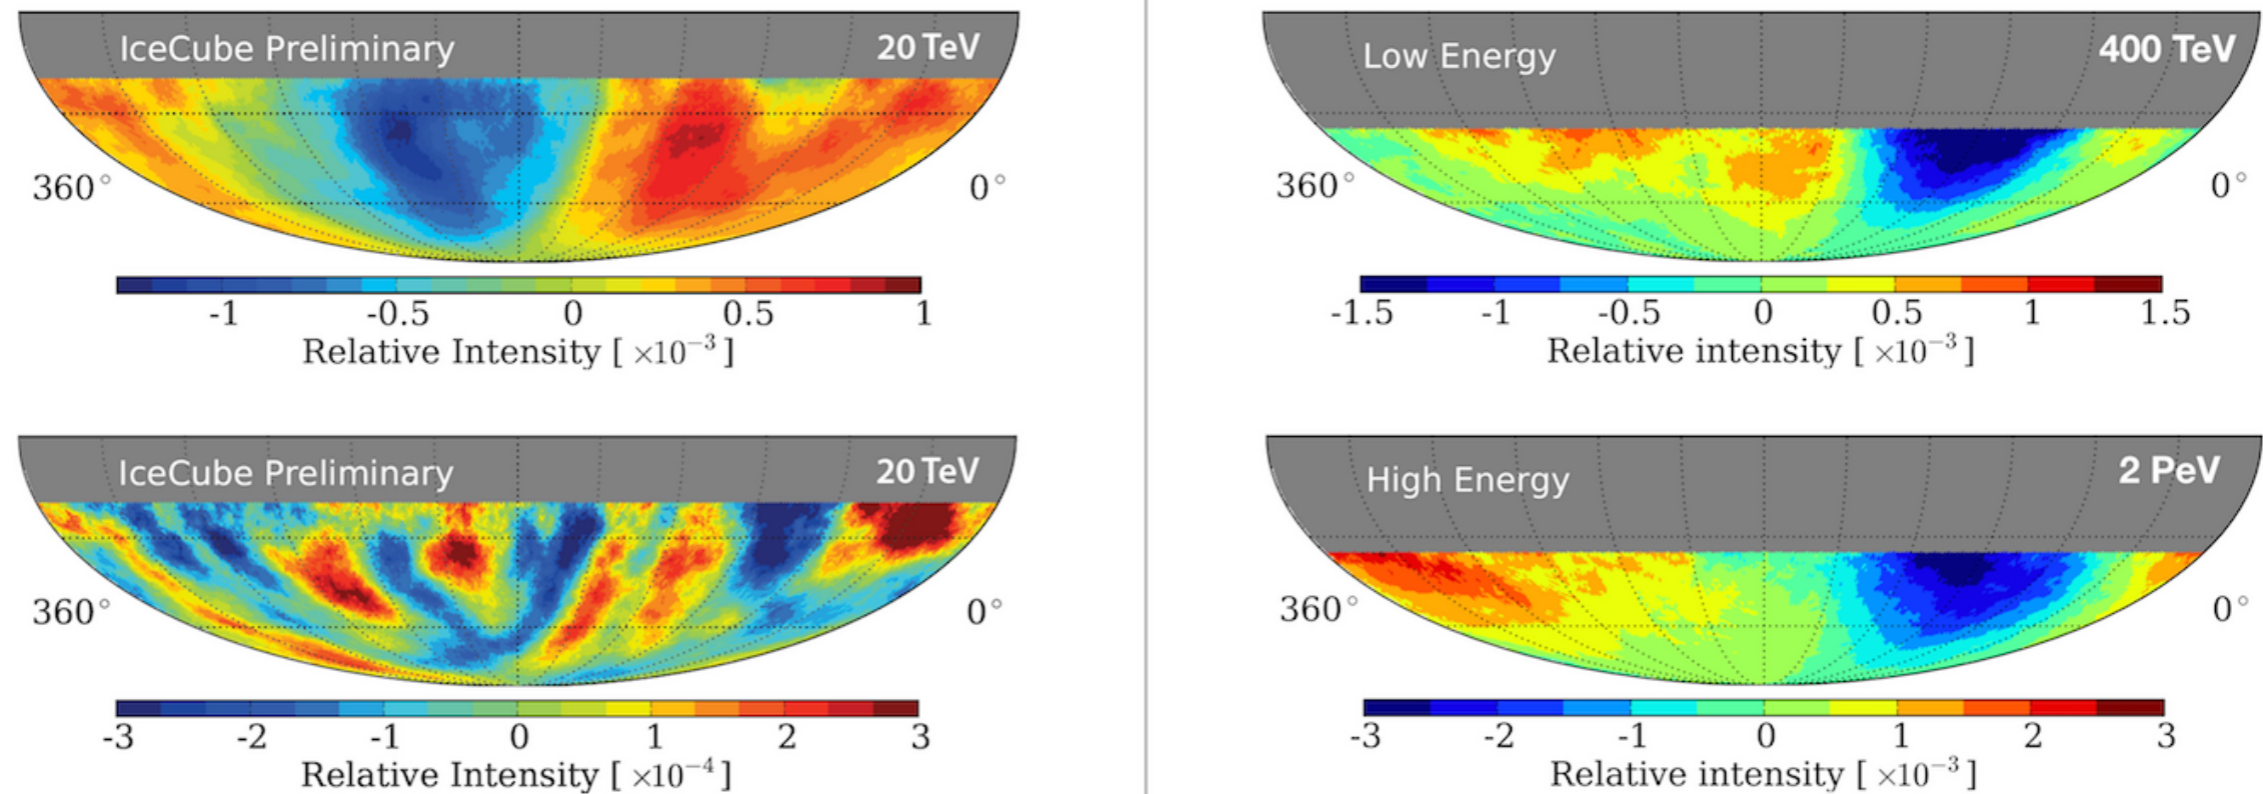 IceCube Preliminary 20 TeV
360° 0°
-1 -0.5 0 0.5 1
Relative Intensity [ ×10⁻³ ]
Low Energy 400 TeV
360° 0°
-1.5 -1 -0.5 0 0.5 1 1.5
Relative intensity [ ×10⁻³ ]
IceCube Preliminary 20 TeV
360° 0°
-3 -2 -1 0 1 2 3
Relative Intensity [ ×10⁻⁴ ]
High Energy 2 PeV
360° 0°
-3 -2 -1 0 1 2 3
Relative intensity [ ×10⁻³ ]